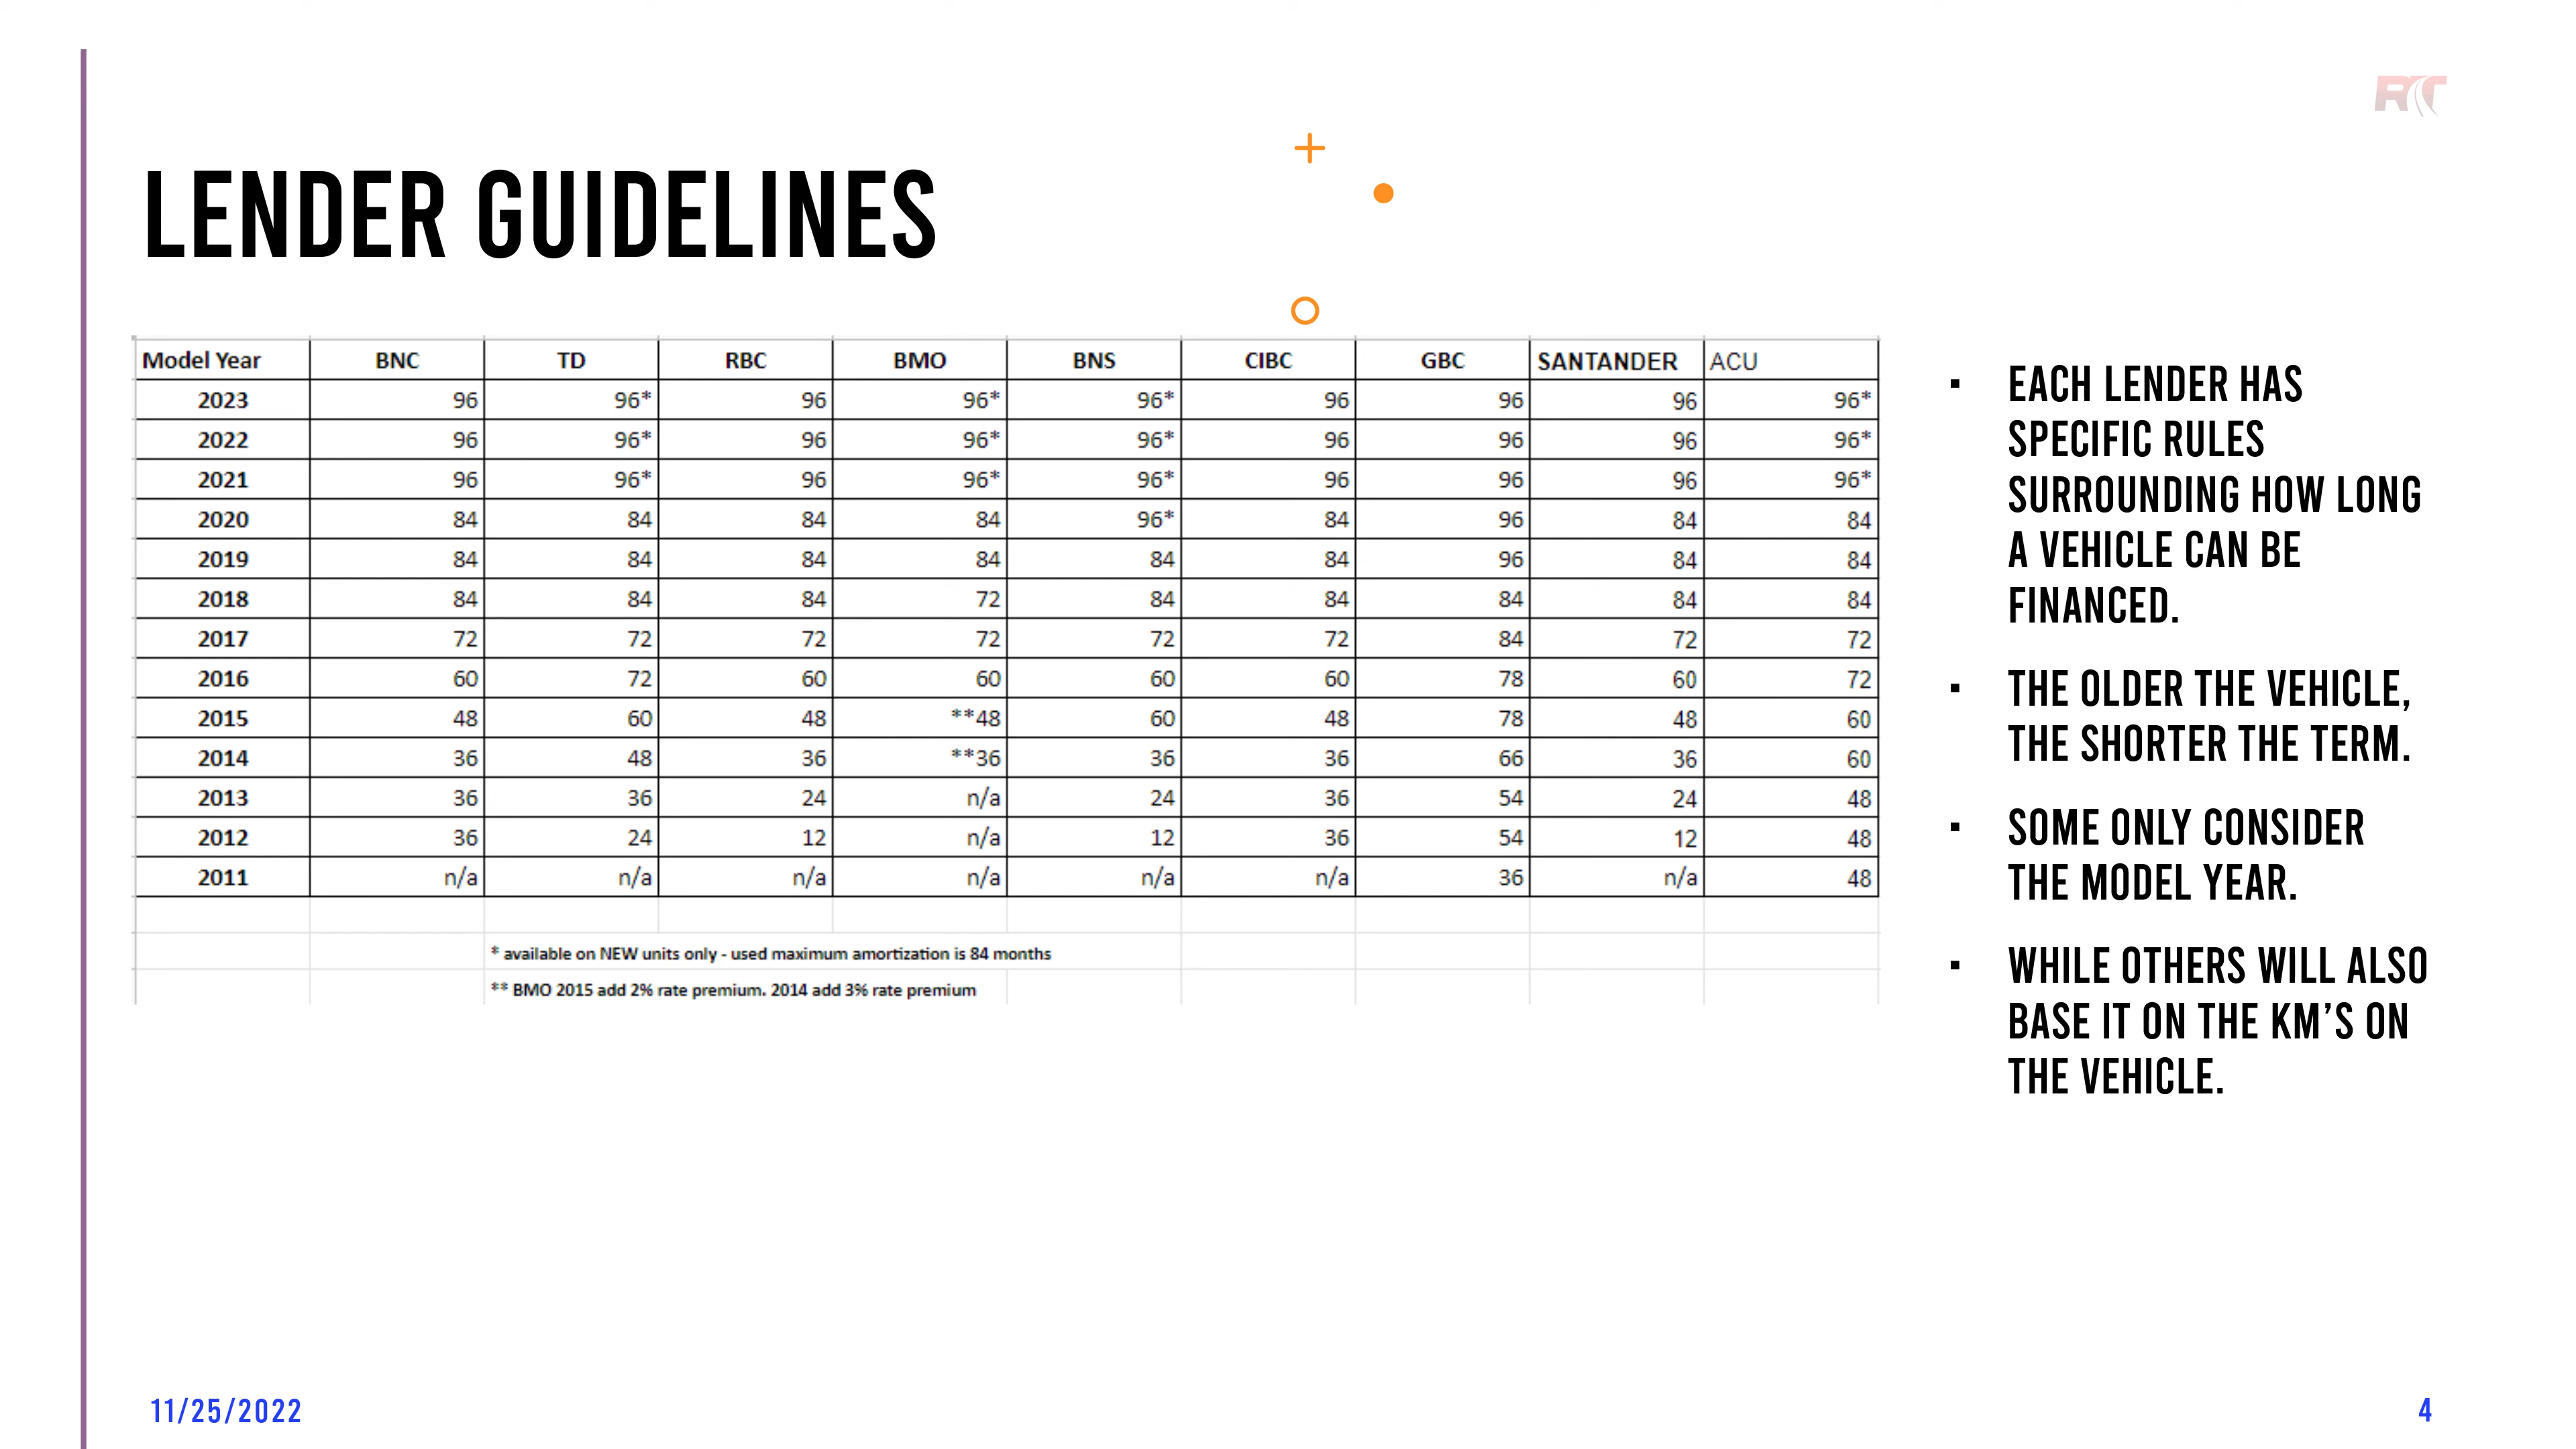 RT
LENDER GUIDELINES
Model Year BNC TD RBC BMO BNS CIBC GBC SANTANDER ACU
2023 96 96* 96 96* 96* 96 96 96 96*
2022 96 96* 96 96* 96* 96 96 96 96*
2021 96 96* 96 96* 96* 96 96 96 96*
2020 84 84 84 84 96* 84 96 84 84
2019 84 84 84 84 84 84 96 84 84
2018 84 84 84 72 84 84 84 84 84
2017 72 72 72 72 72 72 84 72 72
2016 60 72 60 60 60 60 78 60 72
2015 48 60 48 **48 60 48 78 48 60
2014 36 48 36 **36 36 36 66 36 60
2013 36 36 24 n/a 24 36 54 24 48
2012 36 24 12 n/a 12 36 54 12 48
2011 n/a n/a n/a n/a n/a n/a 36 n/a 48
* available on NEW units only - used maximum amortization is 84 months
** BMO 2015 add 2% rate premium. 2014 add 3% rate premium
▪ EACH LENDER HAS
SPECIFIC RULES
SURROUNDING HOW LONG
A VEHICLE CAN BE
FINANCED.
▪ THE OLDER THE VEHICLE,
THE SHORTER THE TERM.
▪ SOME ONLY CONSIDER
THE MODEL YEAR.
▪ WHILE OTHERS WILL ALSO
BASE IT ON THE KM’S ON
THE VEHICLE.
11/25/2022
4